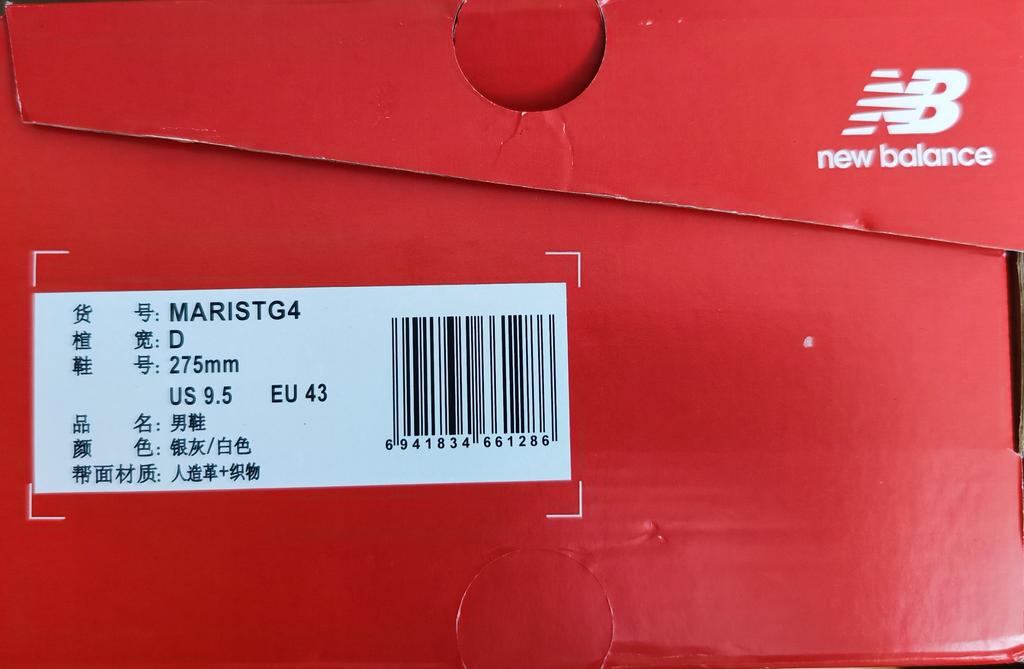 NB
new balance
货 号: MARISTG4
楦 宽: D
鞋 号: 275mm
US 9.5 EU 43
品 名: 男鞋
颜 色: 银灰/白色
帮面材质: 人造革+织物
6 941834 661286